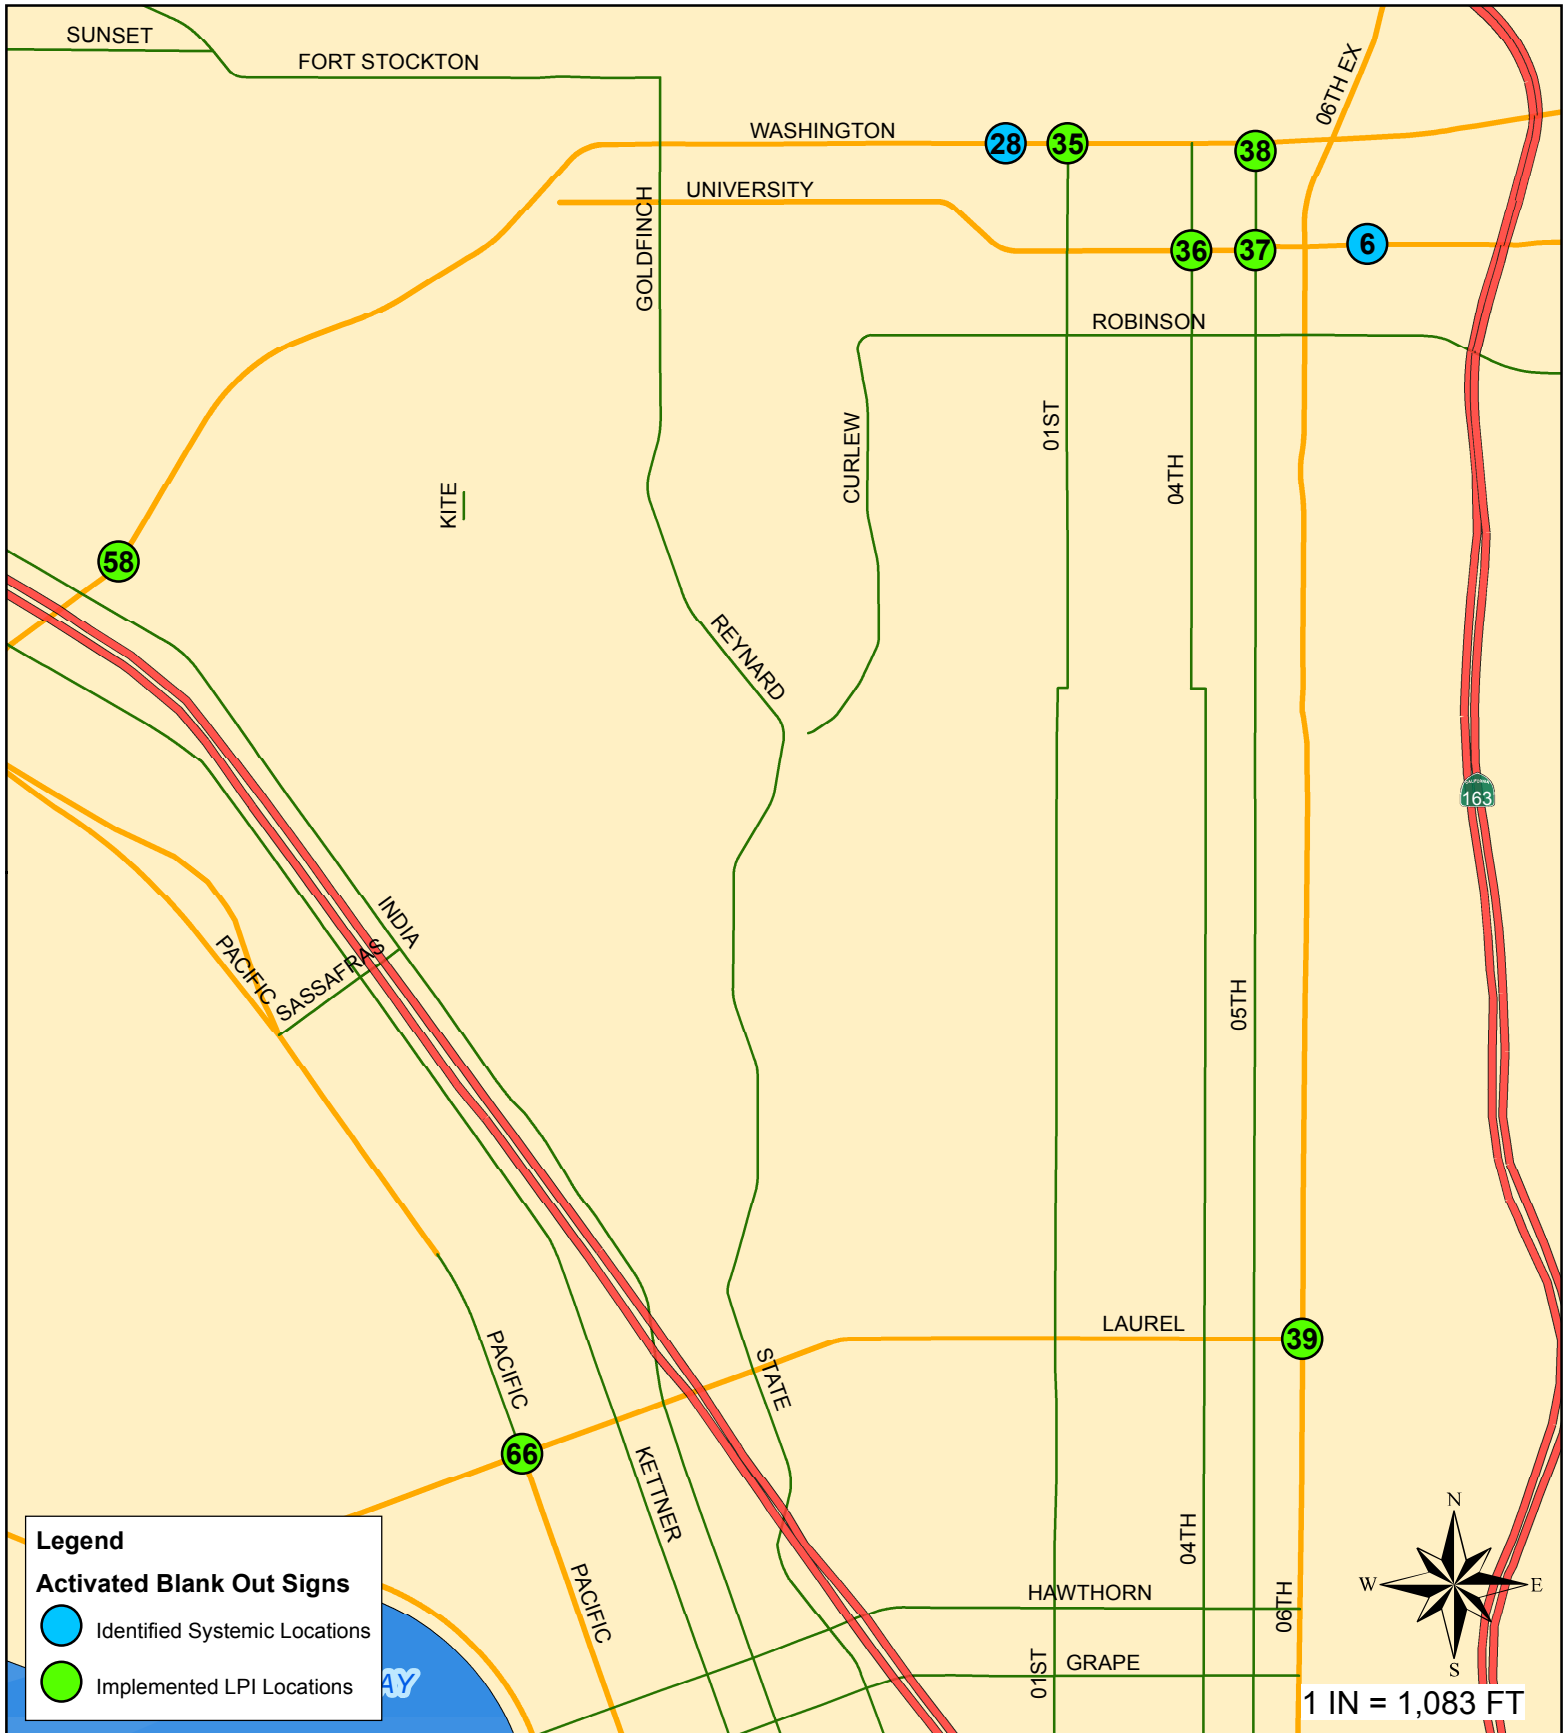 SUNSET
FORT STOCKTON
06TH EX
WASHINGTON
28
35
38
UNIVERSITY
GOLDFINCH
36
37
6
ROBINSON
CURLEW
01ST
04TH
KITE
58
REYNARD
CALIFORNIA
163
INDIA
PACIFIC
SASSAFRAS
05TH
LAUREL
39
PACIFIC
STATE
66
KETTNER
04TH
N
W
E
S
HAWTHORN
06TH
PACIFIC
01ST
GRAPE
Legend
Activated Blank Out Signs
Identified Systemic Locations
Implemented LPI Locations
AY
1 IN = 1,083 FT